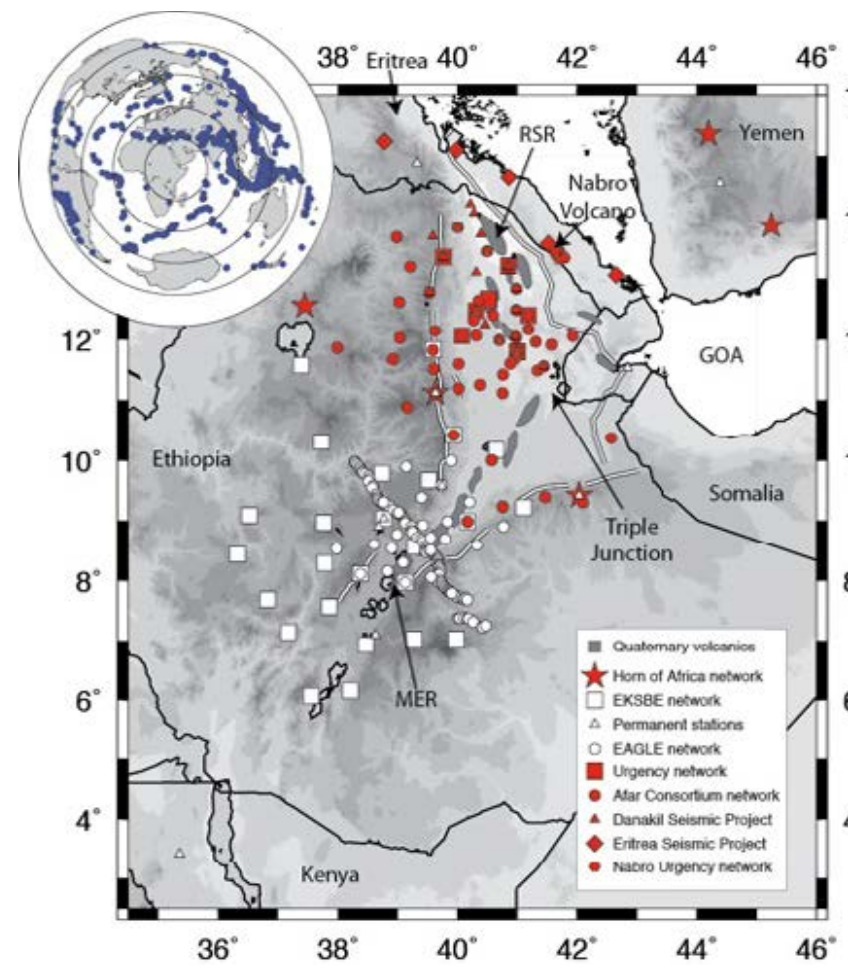 38° 40° 42° 44° 46°
Eritrea
RSR
Yemen
Nabro
Volcano
12°
GOA
Ethiopia
10°
Somalia
Triple
Junction
8°
Quaternary volcanics
Horn of Africa network
6°
MER
EKSBE network
Permanent stations
EAGLE network
Urgency network
4°
Afar Consortium network
Danakil Seismic Project
Eritrea Seismic Project
Kenya
Nabro Urgency network
36° 38° 40° 42° 44° 46°